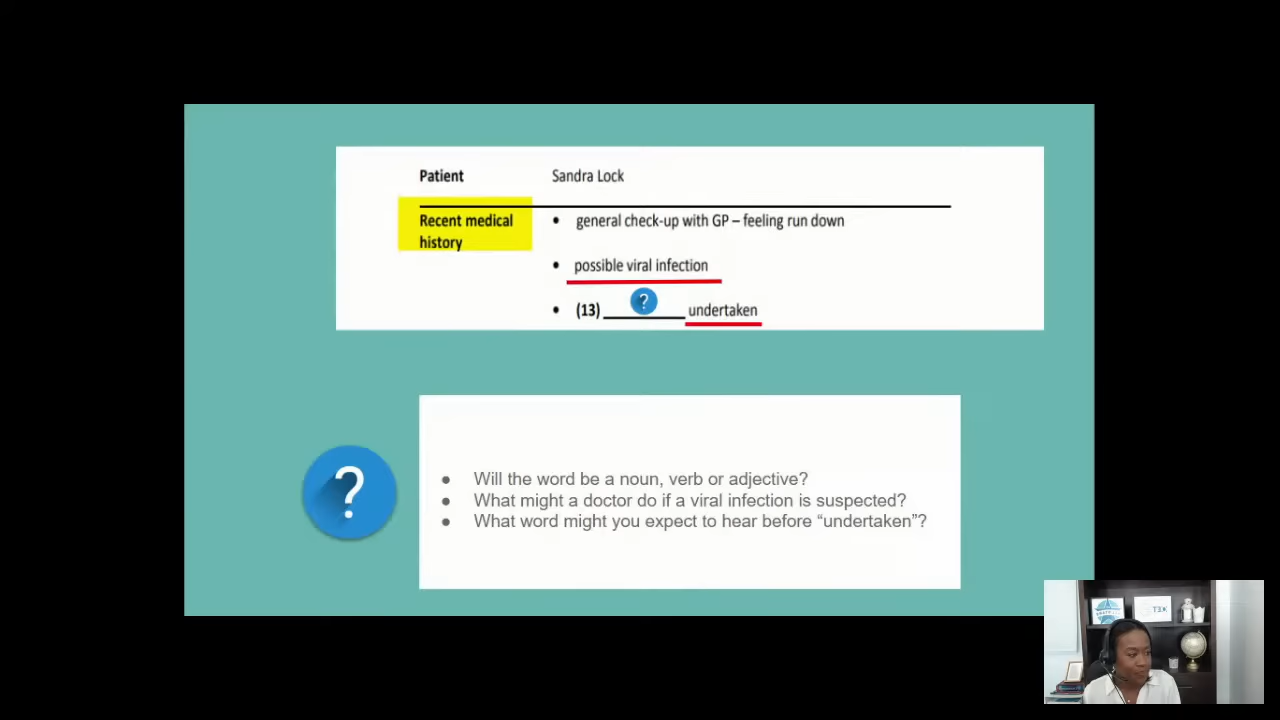 Patient Sandra Lock
Recent medical • general check-up with GP – feeling run down
history
• possible viral infection
• (13) ________ ? undertaken
?
● Will the word be a noun, verb or adjective?
● What might a doctor do if a viral infection is suspected?
● What word might you expect to hear before “undertaken”?